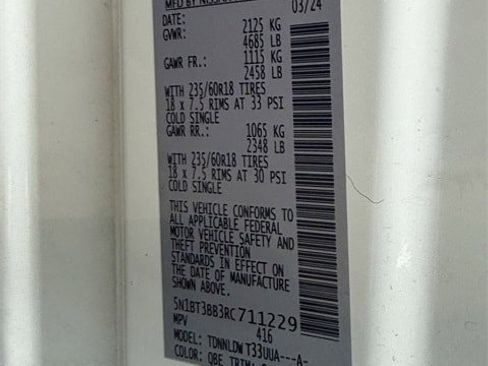 MFD BY NISSAN
DATE: 03/24
GVWR: 2125 KG
4685 LB
GAWR FR.: 1115 KG
2458 LB
WITH 235/60R18 TIRES
18 x 7.5 RIMS AT 33 PSI
COLD SINGLE
GAWR RR.: 1065 KG
2348 LB
WITH 235/60R18 TIRES
18 x 7.5 RIMS AT 30 PSI
COLD SINGLE
THIS VEHICLE CONFORMS TO
ALL APPLICABLE FEDERAL
MOTOR VEHICLE SAFETY AND
THEFT PREVENTION
STANDARDS IN EFFECT ON
THE DATE OF MANUFACTURE
SHOWN ABOVE.
5N1BT3BB3RC711229
MPV 416
MODEL: TDNNLDW T33UUA---A-
COLOR: QBE TRIM: